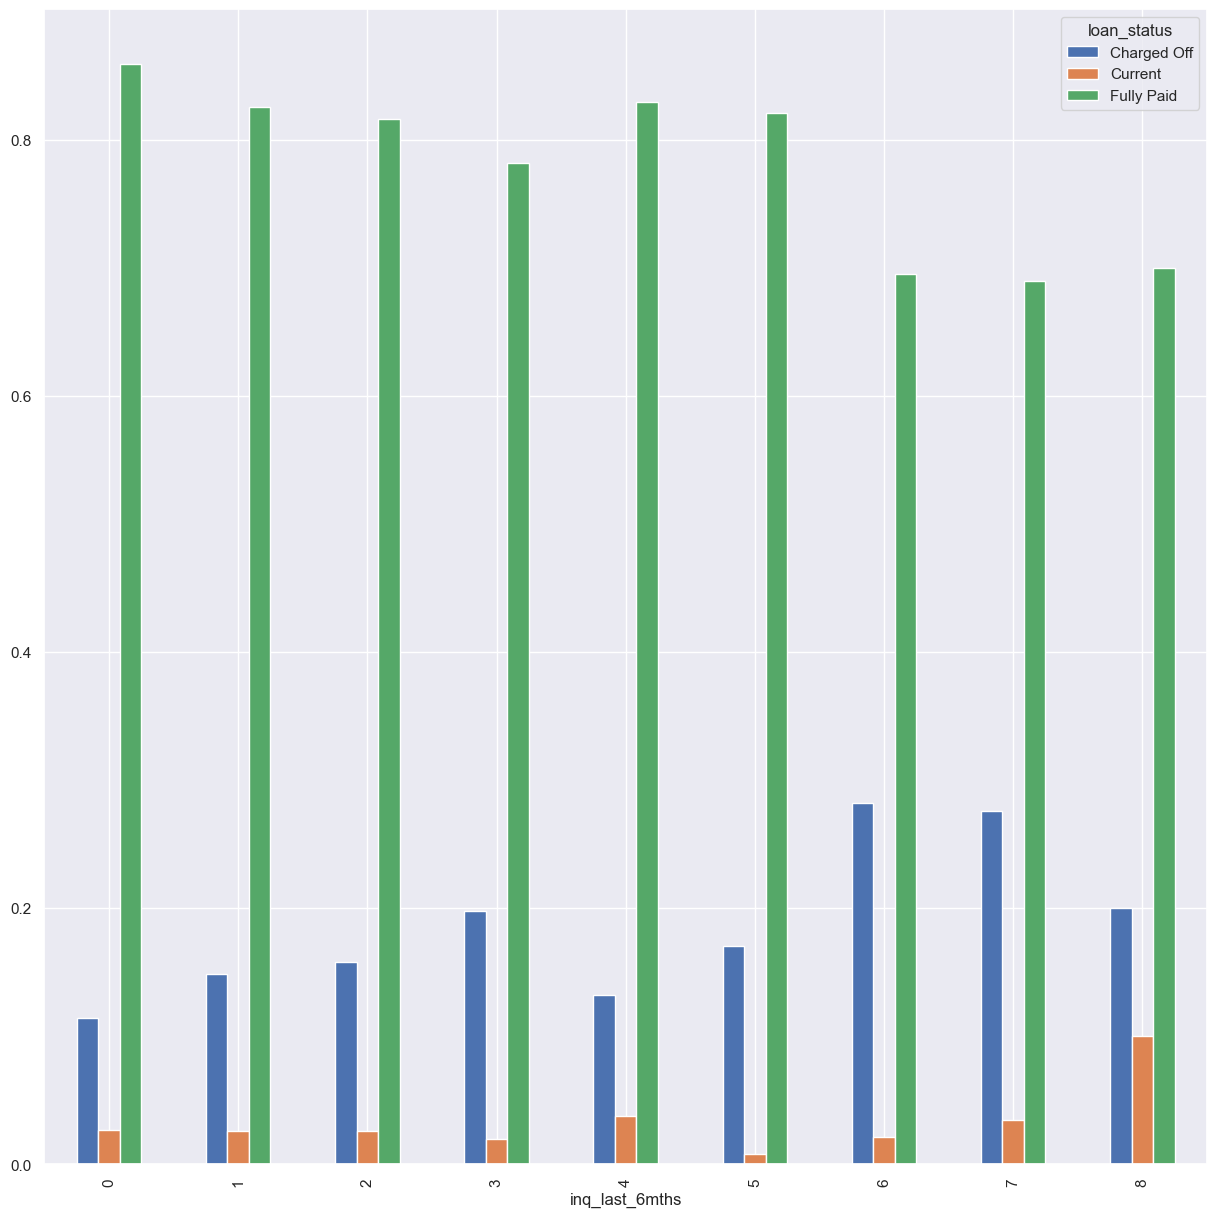 loan_status
Charged Off
Current
Fully Paid
0.8
0.6
0.4
0.2
0.0
0 1 2 3 4 5 6 7 8
inq_last_6mths